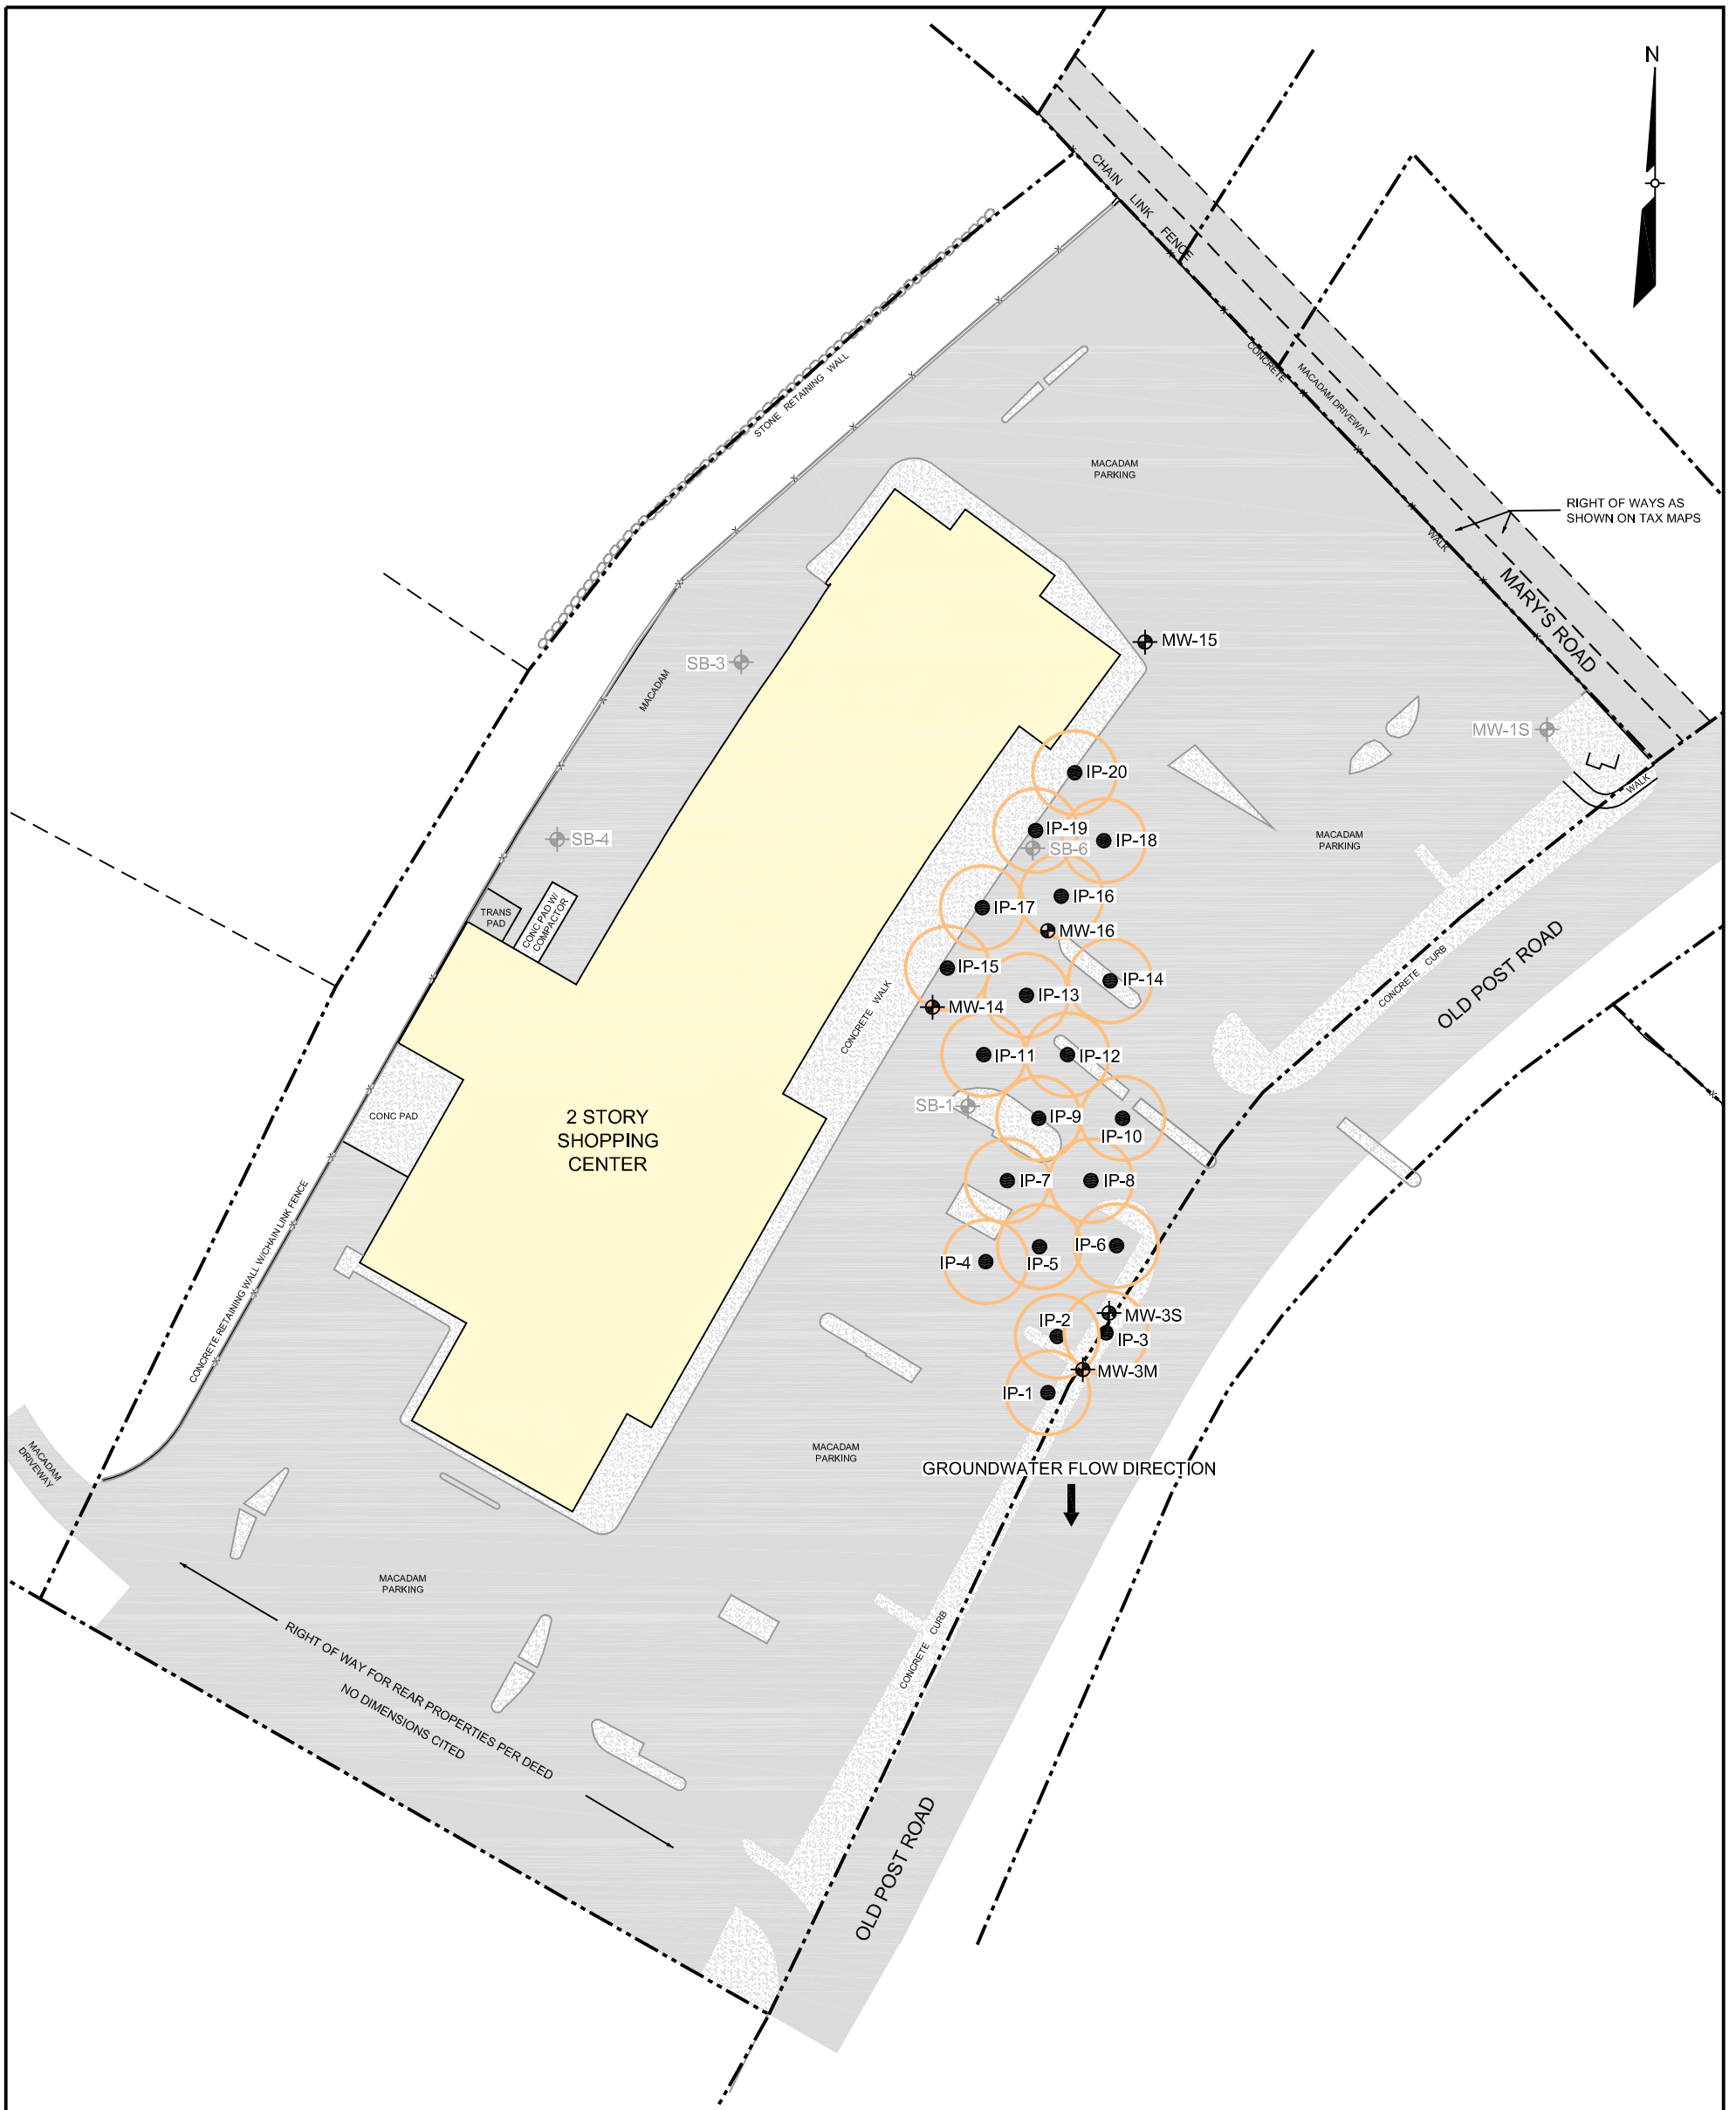 N
CHAIN LINK FENCE
STONE RETAINING WALL
CONCRETE
MACADAM DRIVEWAY
MACADAM
PARKING
RIGHT OF WAYS AS
SHOWN ON TAX MAPS
WALK
MARY'S ROAD
MW-15
SB-3
MACADAM
MW-1S
WALK
IP-20
IP-19
IP-18
SB-6
MACADAM
PARKING
SB-4
IP-16
IP-17
TRANS
PAD
CONC PAD W/
COMPACTOR
MW-16
IP-15
IP-14
IP-13
MW-14
CONCRETE CURB
OLD POST ROAD
CONCRETE WALK
IP-11
IP-12
SB-1
IP-9
IP-10
CONC PAD
2 STORY
SHOPPING
CENTER
IP-7
IP-8
IP-6
IP-5
IP-4
CONCRETE RETAINING WALL W/CHAIN LINK FENCE
MW-3S
IP-2
IP-3
MW-3M
IP-1
MACADAM
PARKING
MACADAM
DRIVEWAY
GROUNDWATER FLOW DIRECTION
MACADAM
PARKING
RIGHT OF WAY FOR REAR PROPERTIES PER DEED
NO DIMENSIONS CITED
CONCRETE CURB
OLD POST ROAD